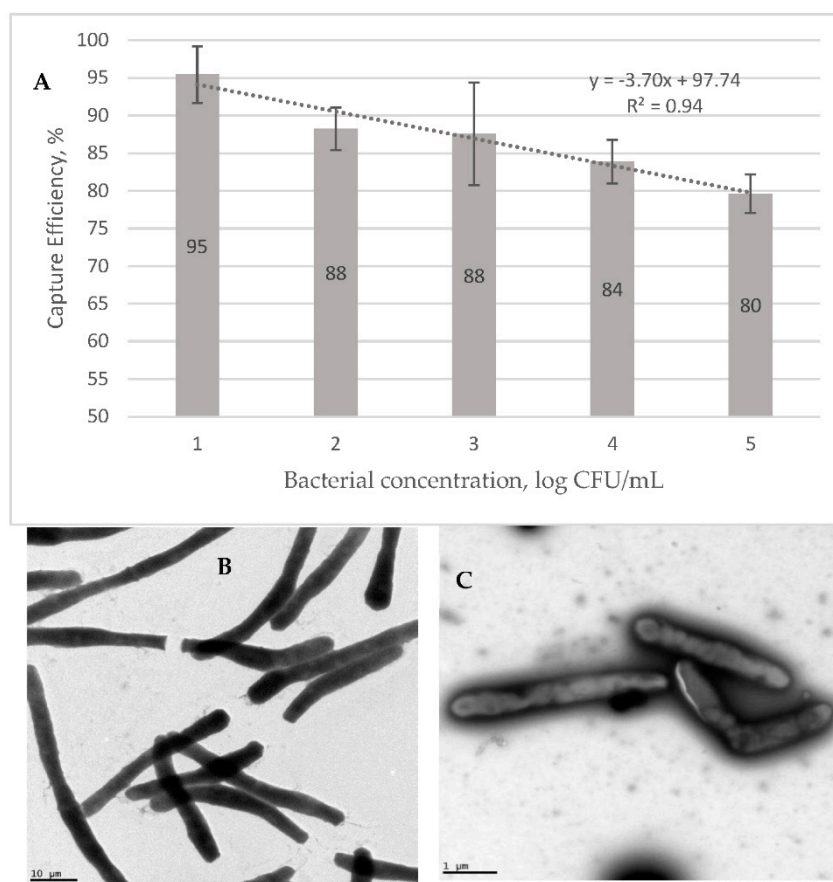 A
100
95
90
85
80
75
70
65
60
55
50
Capture Efficiency, %
y = -3.70x + 97.74
R² = 0.94
95
88
88
84
80
1 2 3 4 5
Bacterial concentration, log CFU/mL
B
10 µm
C
1 µm